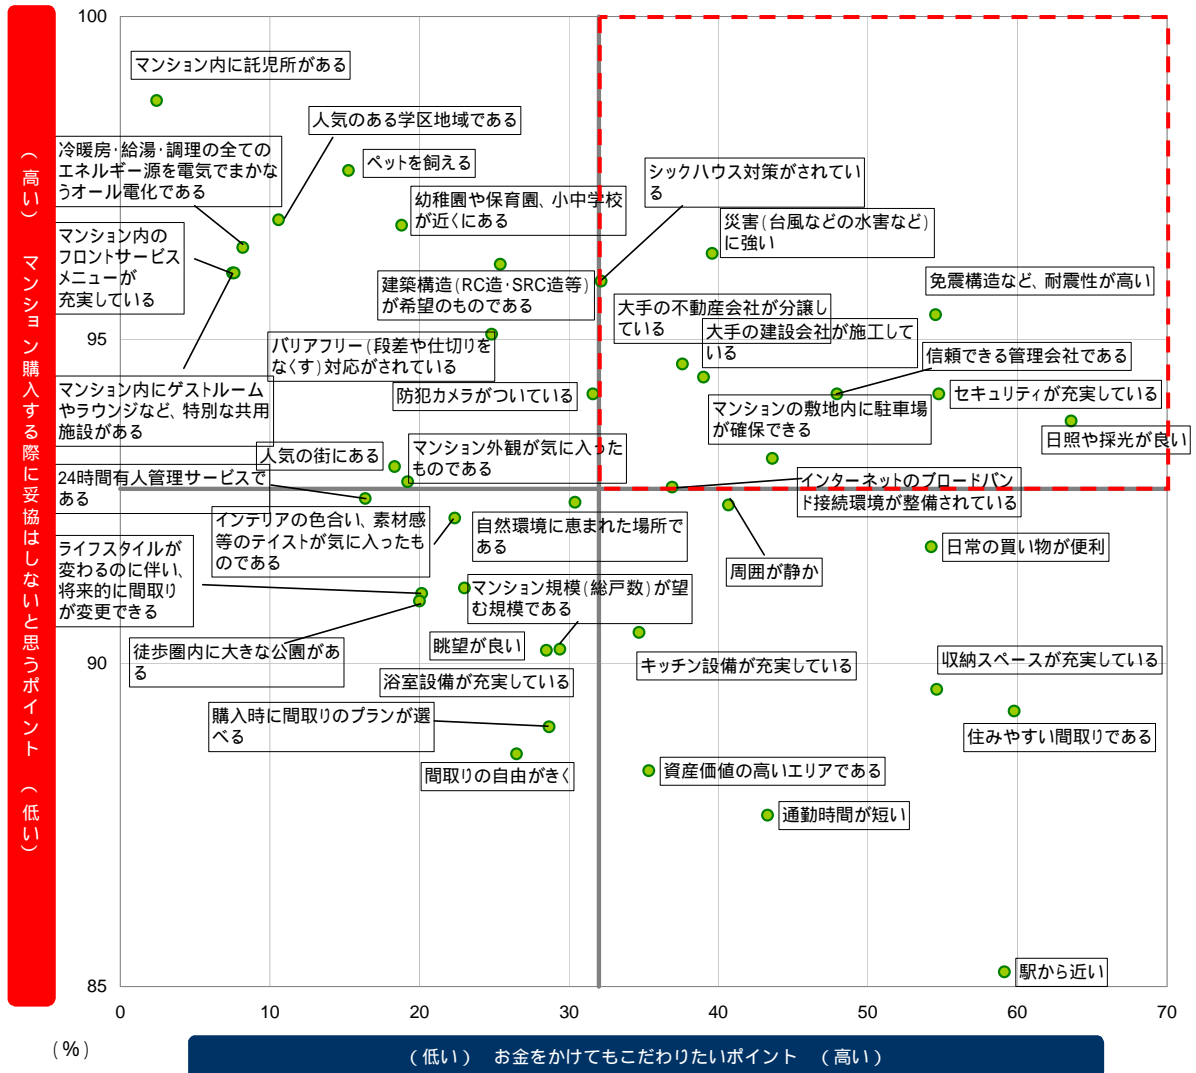 100
マンション内に託児所がある
人気のある学区地域である
冷暖房･給湯･調理の全ての
エネルギー源を電気でまかな
うオール電化である
ペットを飼える
シックハウス対策がされてい
る
幼稚園や保育園、小中学校
が近くにある
災害(台風などの水害など)
に強い
マンション内の
フロントサービス
メニューが
充実している
建築構造(RC造･SRC造等)
が希望のものである
免震構造など、耐震性が高い
大手の不動産会社が分譲し
ている
大手の建設会社が施工して
いる
95
バリアフリー(段差や仕切りを
なくす)対応がされている
信頼できる管理会社である
マンション内にゲストルーム
やラウンジなど、特別な共用
施設がある
防犯カメラがついている
セキュリティが充実している
マンションの敷地内に駐車場
が確保できる
日照や採光が良い
人気の街にある
マンション外観が気に入った
ものである
24時間有人管理サービスで
ある
インターネットのブロードバン
ド接続環境が整備されている
インテリアの色合い、素材感
等のテイストが気に入ったも
のである
自然環境に恵まれた場所で
ある
ライフスタイルが
変わるのに伴い、
将来的に間取り
が変更できる
周囲が静か
日常の買い物が便利
マンション規模(総戸数)が望
む規模である
徒歩圏内に大きな公園があ
る
眺望が良い
90
キッチン設備が充実している
収納スペースが充実している
浴室設備が充実している
購入時に間取りのプランが選
べる
住みやすい間取りである
間取りの自由がきく
資産価値の高いエリアである
通勤時間が短い
駅から近い
85
0 10 20 30 40 50 60 70
(%)
(高い) マンション購入する際に妥協はしないと思うポイント (低い)
(低い) お金をかけてもこだわりたいポイント (高い)